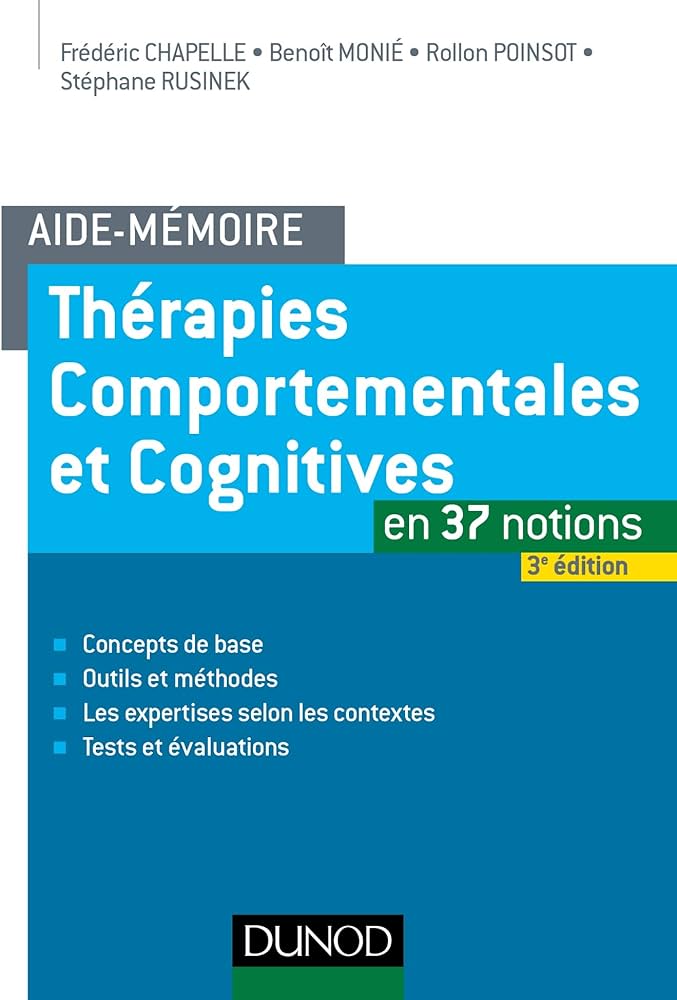 Frédéric CHAPELLE • Benoît MONIÉ • Rollon POINSOT •
Stéphane RUSINEK
AIDE-MÉMOIRE
Thérapies
Comportementales
et Cognitives
en 37 notions
3e édition
Concepts de base
Outils et méthodes
Les expertises selon les contextes
Tests et évaluations
DUNOD